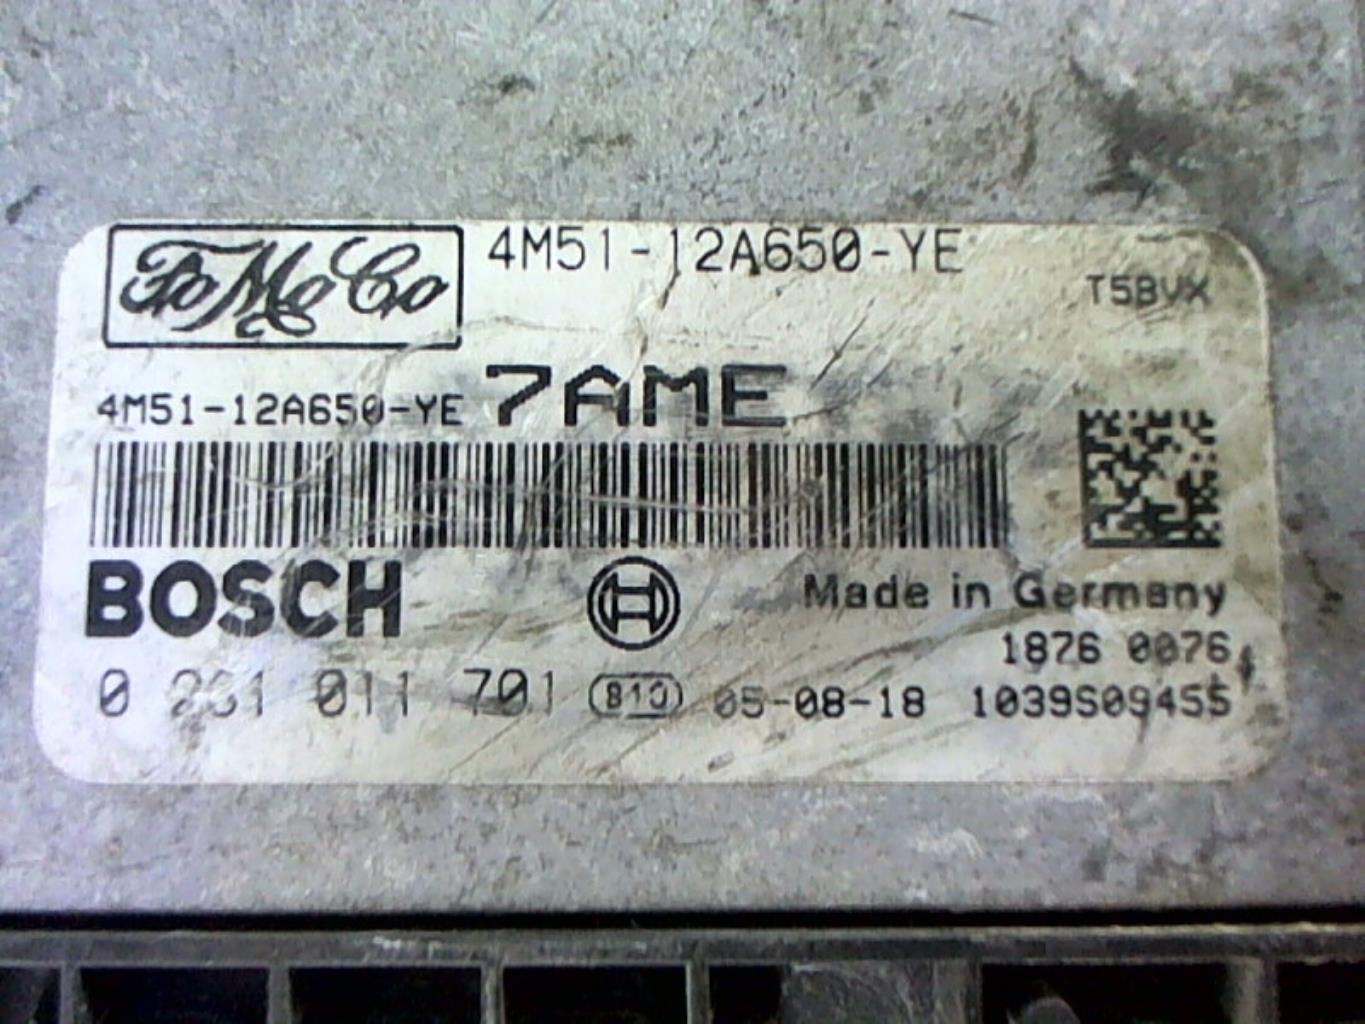 FoMoCo
4M51-12A650-YE
T5BVX
4M51-12A650-YE 7AME
BOSCH
Made in Germany
1876 0076
0 261 011 701 810 05-08-18 1039S09455